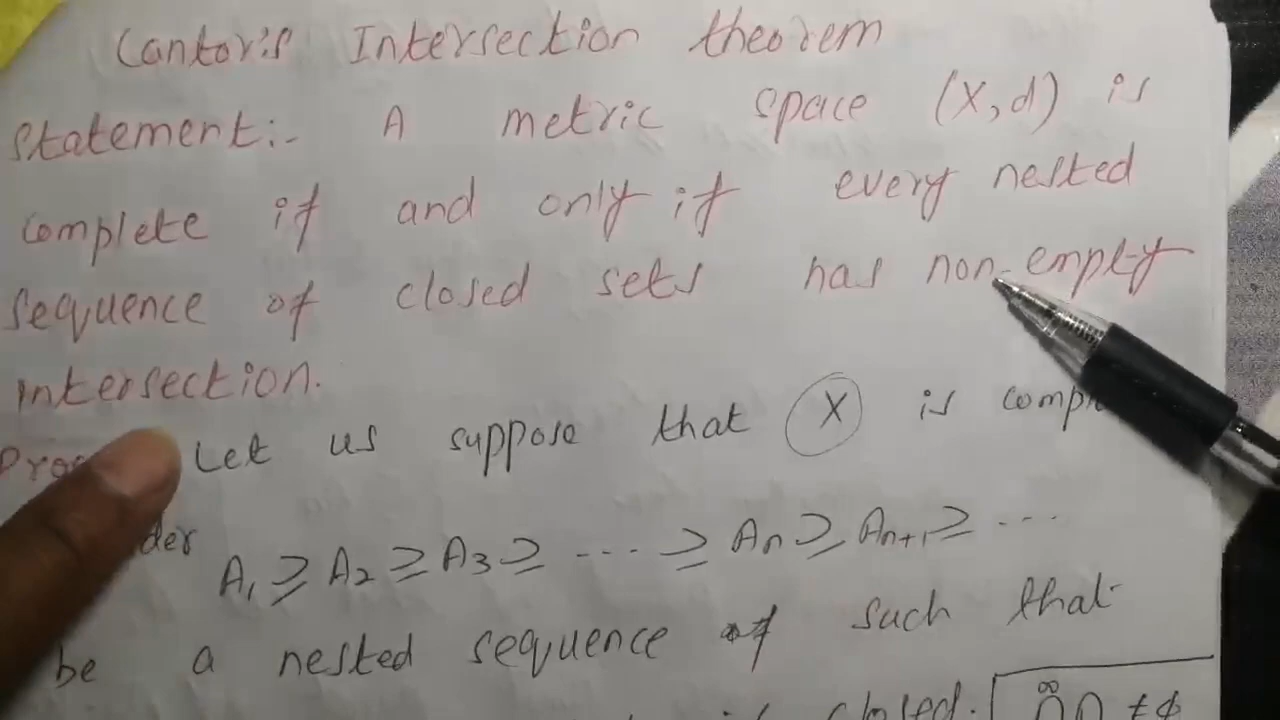 Cantor's Intersection theorem
Statement:- A metric space (X,d) is
complete if and only if every nested
sequence of closed sets has non-empty
intersection.
Let us suppose that X is
A₁ ≥ A₂ ≥ A₃ ≥ --- ≥ An ≥ An+1 ≥ ---
be a nested sequence of such that
closed.